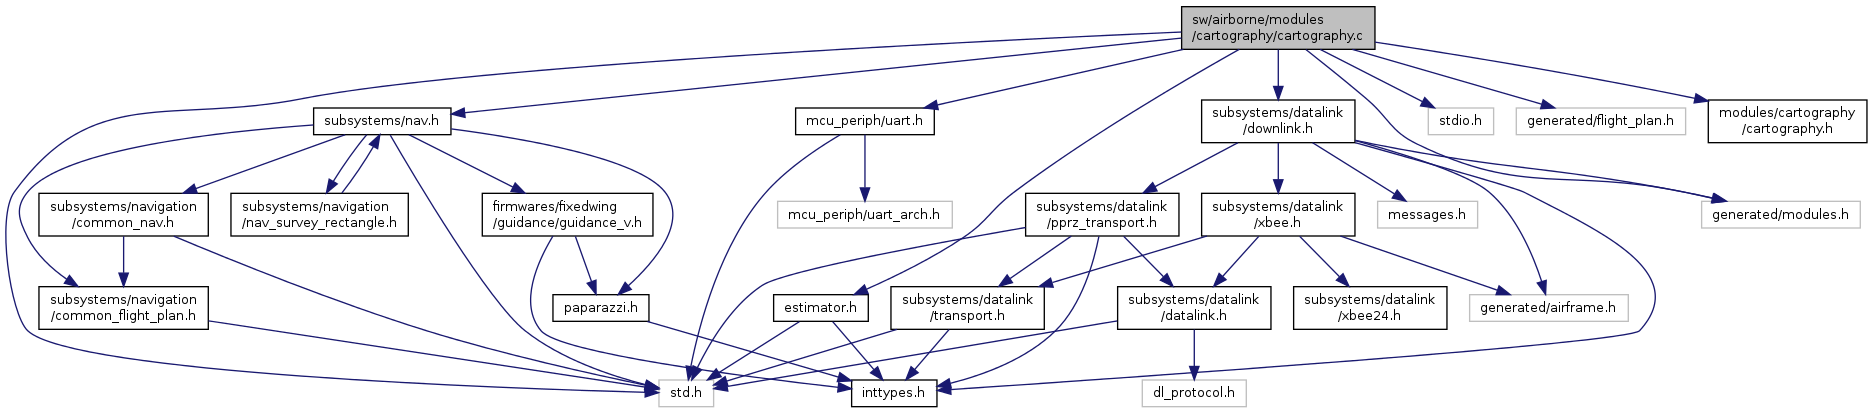 sw/airborne/modules
/cartography/cartography.c
subsystems/nav.h
mcu_periph/uart.h
subsystems/datalink
/downlink.h
stdio.h
generated/flight_plan.h
modules/cartography
/cartography.h
subsystems/navigation
/common_nav.h
subsystems/navigation
/nav_survey_rectangle.h
firmwares/fixedwing
/guidance/guidance_v.h
mcu_periph/uart_arch.h
subsystems/datalink
/pprz_transport.h
subsystems/datalink
/xbee.h
messages.h
generated/modules.h
subsystems/navigation
/common_flight_plan.h
paparazzi.h
estimator.h
subsystems/datalink
/transport.h
subsystems/datalink
/datalink.h
subsystems/datalink
/xbee24.h
generated/airframe.h
std.h
inttypes.h
dl_protocol.h